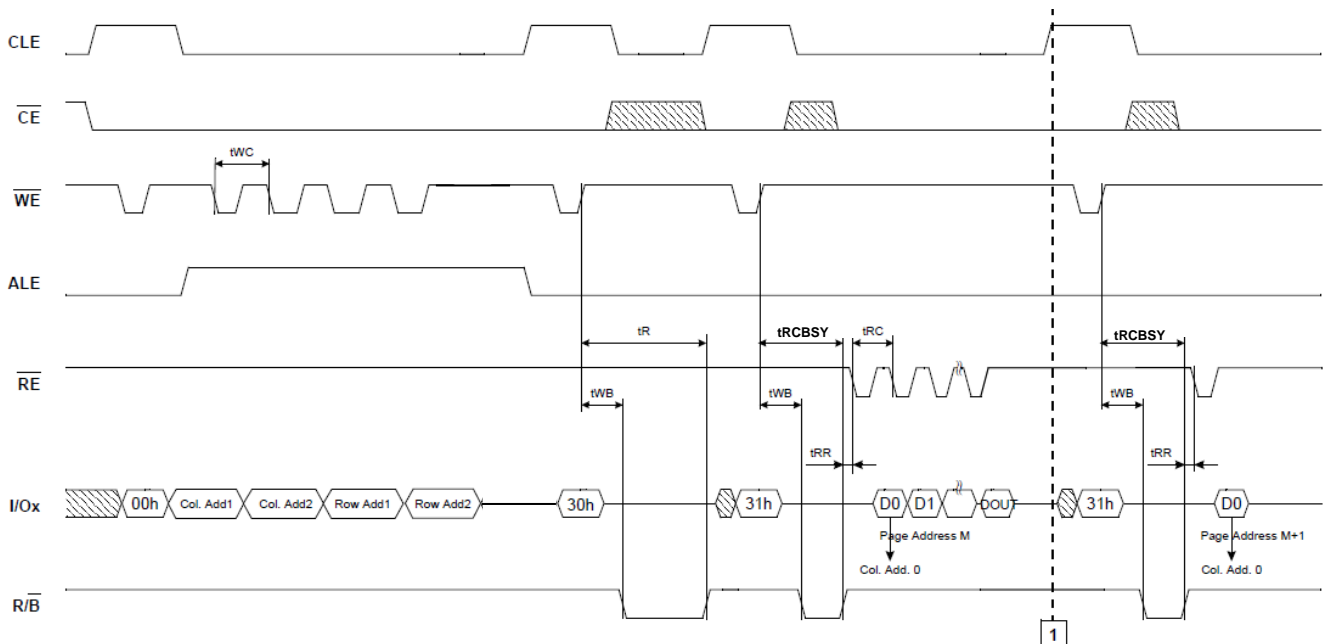 CLE
CE
tWC
WE
ALE
tR
tRCBSY
tRC
tRCBSY
RE
tWB
tWB
tWB
tRR
tRR
I/Ox
00h
Col. Add1
Col. Add2
Row Add1
Row Add2
30h
31h
D0
D1
DOUT
31h
D0
Page Address M
Page Address M+1
Col. Add. 0
Col. Add. 0
R/B
1